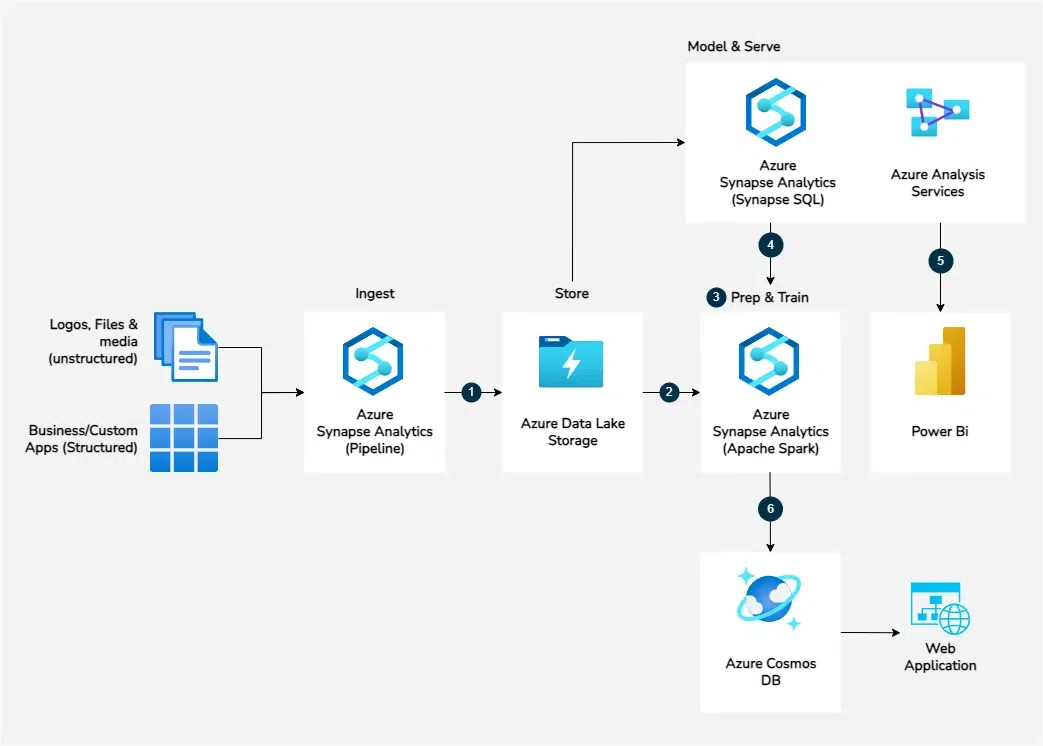 Model & Serve
Azure
Synapse Analytics
(Synapse SQL)
Azure Analysis
Services
4
5
Ingest
Store
3
Prep & Train
Logos, Files &
media
(unstructured)
Business/Custom
Apps (Structured)
Azure
Synapse Analytics
(Pipeline)
1
Azure Data Lake
Storage
2
Azure
Synapse Analytics
(Apache Spark)
Power Bi
6
Azure Cosmos
DB
Web
Application